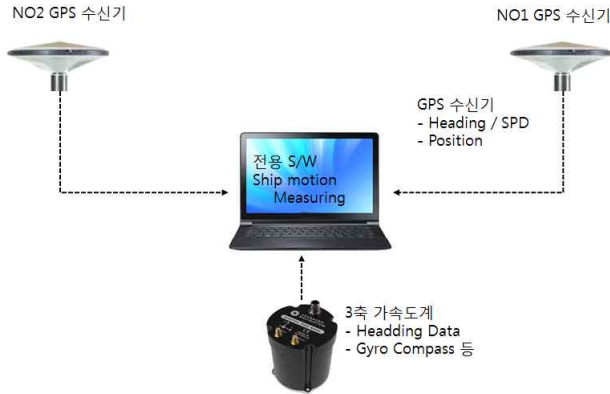 NO2 GPS 수신기
NO1 GPS 수신기
GPS 수신기
- Heading / SPD
- Position
전용 S/W
Ship motion
Measuring
3축 가속도계
- Headding Data
- Gyro Compass 등